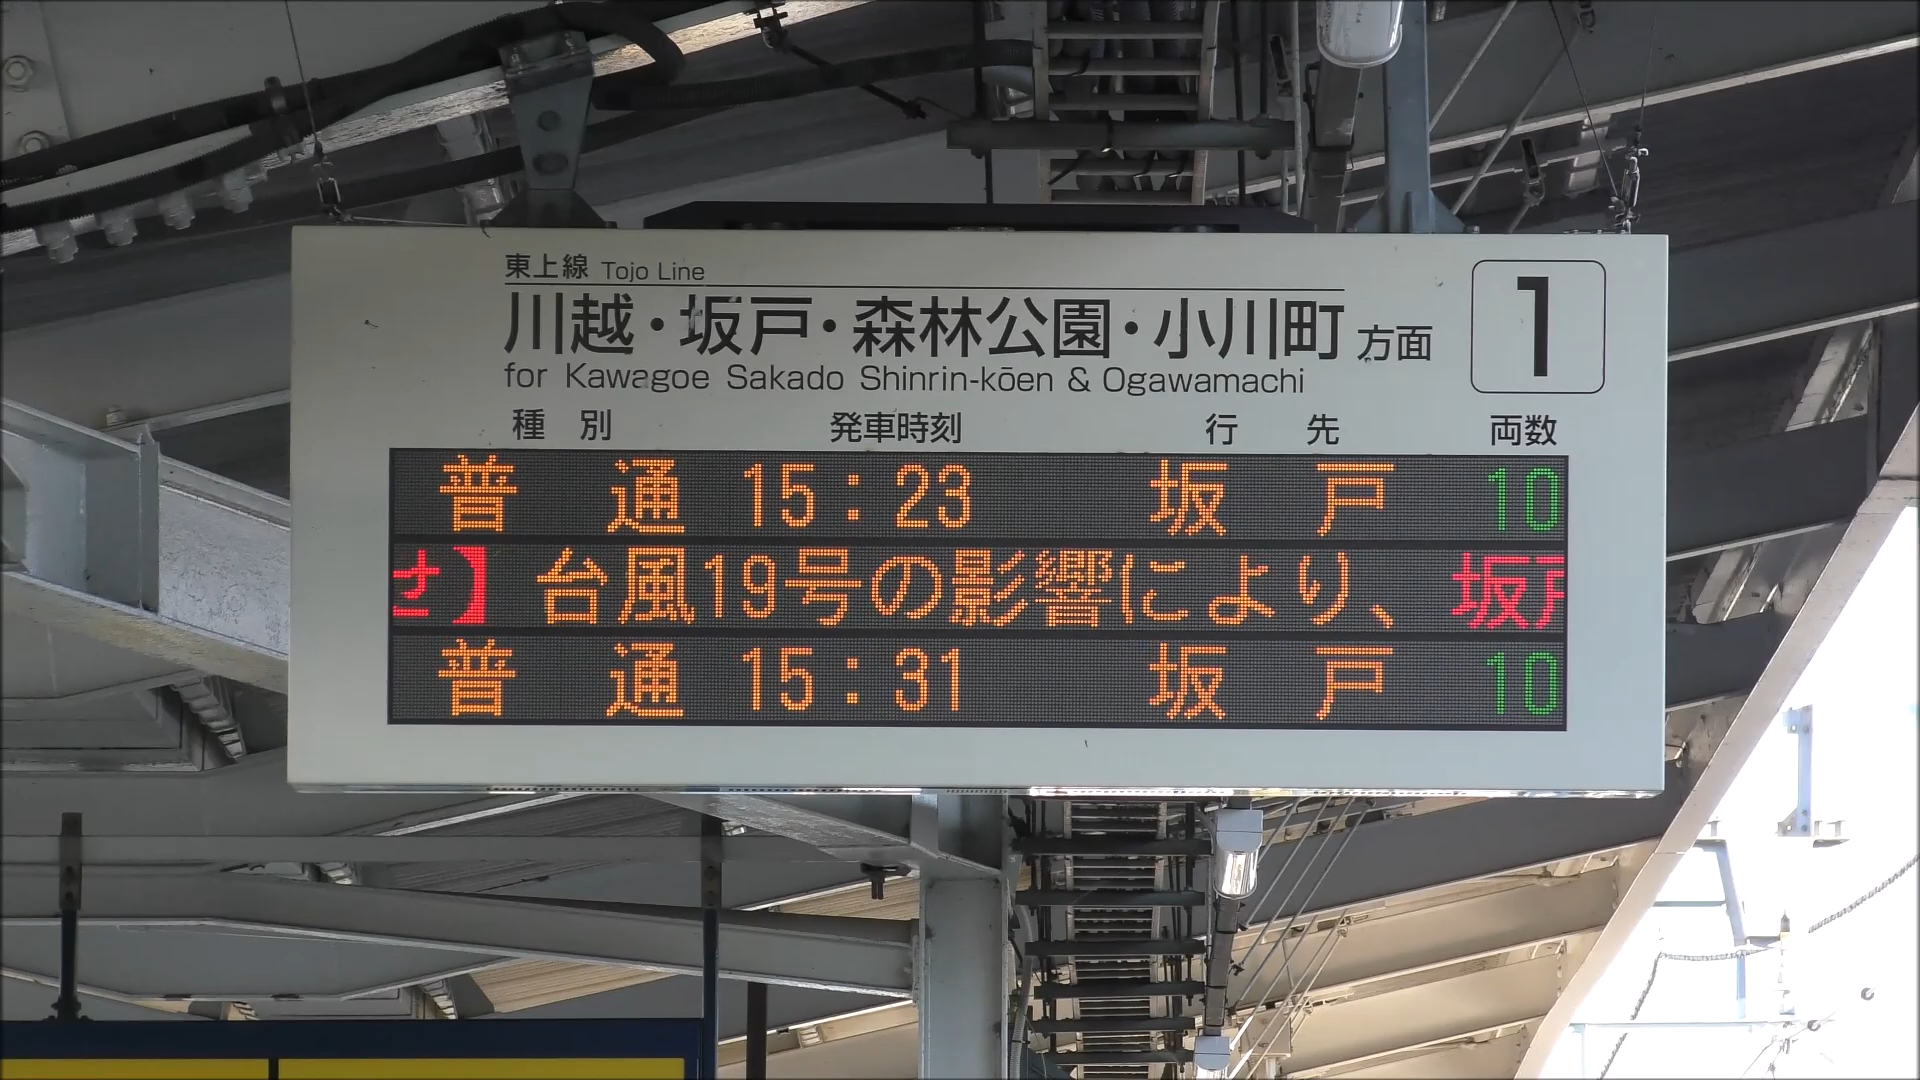 東上線 Tojo Line
川越・坂戸・森林公園・小川町 方面 1
for Kawagoe Sakado Shinrin-kōen & Ogawamachi
種別 発車時刻 行先 両数
普通 15:23 坂戸 10
せ】 台風19号の影響により、坂戸
普通 15:31 坂戸 10